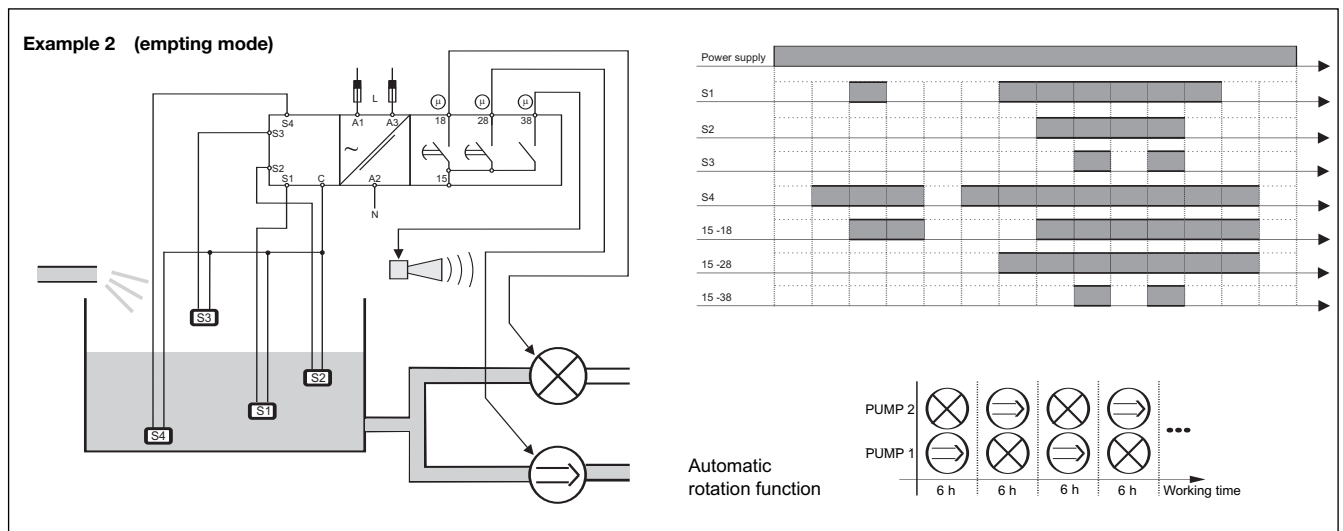 Example 2 (empting mode)
L
μ μ μ
S4 A1 A3 18 28 38
S3
~
S2
S1 C A2 15
N
S3
S2
S1
S4
Power supply
S1
S2
S3
S4
15 -18
15 -28
15 -38
PUMP 2
PUMP 1
...
Automatic
rotation function
6 h 6 h 6 h 6 h Working time